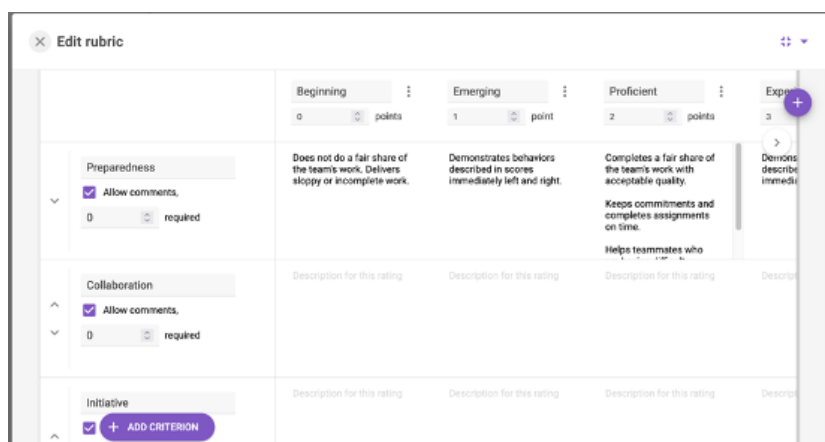 Edit rubric
Beginning
Emerging
Proficient
0 points
1 point
2 points
3
Preparedness
Allow comments,
0 required
Does not do a fair share of
the team's work. Delivers
sloppy or incomplete work.
Demonstrates behaviors
described in scores
immediately left and right.
Completes a fair share of
the team's work with
acceptable quality.
Keeps commitments and
completes assignments
on time.
Helps teammates who
Collaboration
Allow comments,
0 required
Description for this rating
Description for this rating
Description for this rating
Initiative
Description for this rating
Description for this rating
Description for this rating
+ ADD CRITERION